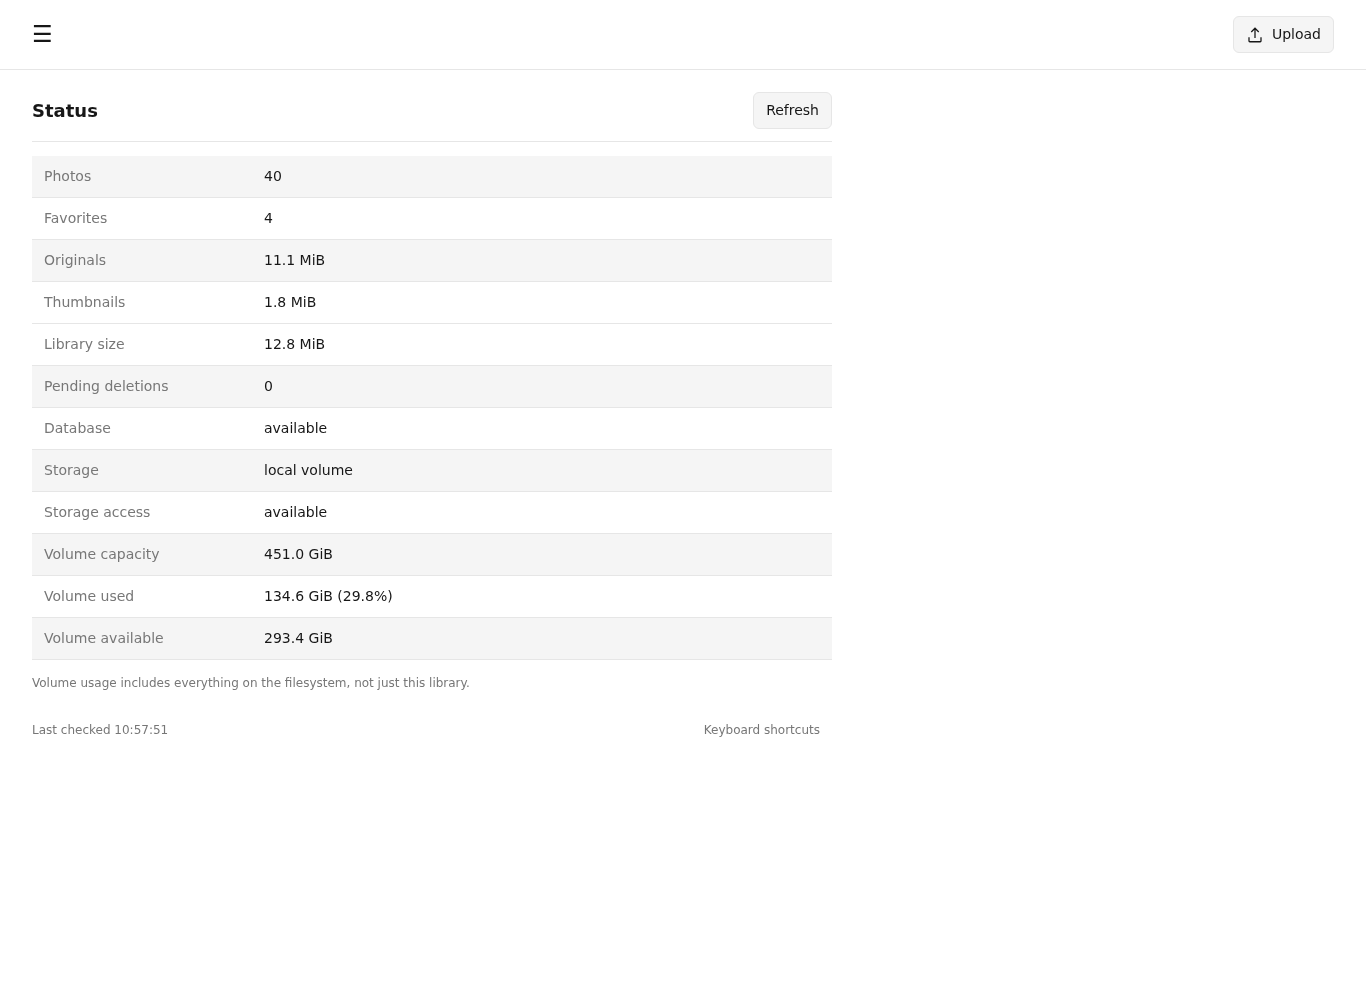 ☰
Upload
Status
Refresh
Photos 40
Favorites 4
Originals 11.1 MiB
Thumbnails 1.8 MiB
Library size 12.8 MiB
Pending deletions 0
Database available
Storage local volume
Storage access available
Volume capacity 451.0 GiB
Volume used 134.6 GiB (29.8%)
Volume available 293.4 GiB
Volume usage includes everything on the filesystem, not just this library.
Last checked 10:57:51 Keyboard shortcuts